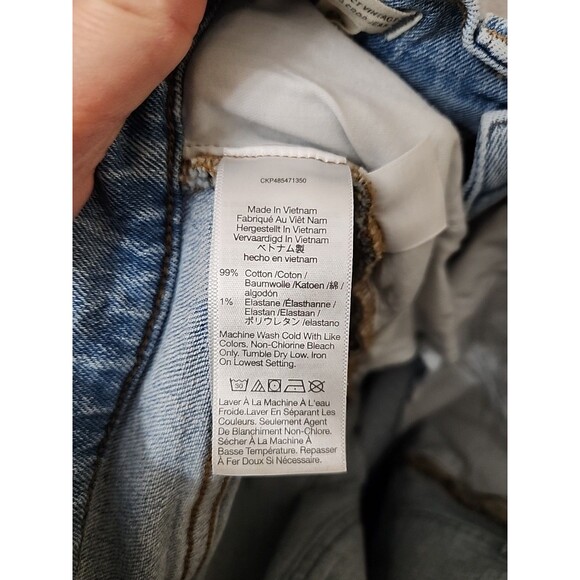 CT VINTAGE
CKP485471350
Made In Vietnam
Fabriqué Au Viêt Nam
Hergestellt In Vietnam
Vervaardigd In Vietnam
ベトナム製
hecho en vietnam
99% Cotton /Coton /
Baumwolle /Katoen /綿 /
algodón
1% Elastane /Élasthanne /
Elastan /Elastaan /
ポリウレタン /elastano
Machine Wash Cold With Like
Colors. Non-Chlorine Bleach
Only. Tumble Dry Low. Iron
On Lowest Setting.
30
Laver À La Machine À L'eau
Froide.Laver En Séparant Les
Couleurs. Seulement Agent
De Blanchiment Non-Chlore.
Sécher À La Machine À
Basse Température. Repasser
À Fer Doux Si Nécessaire.